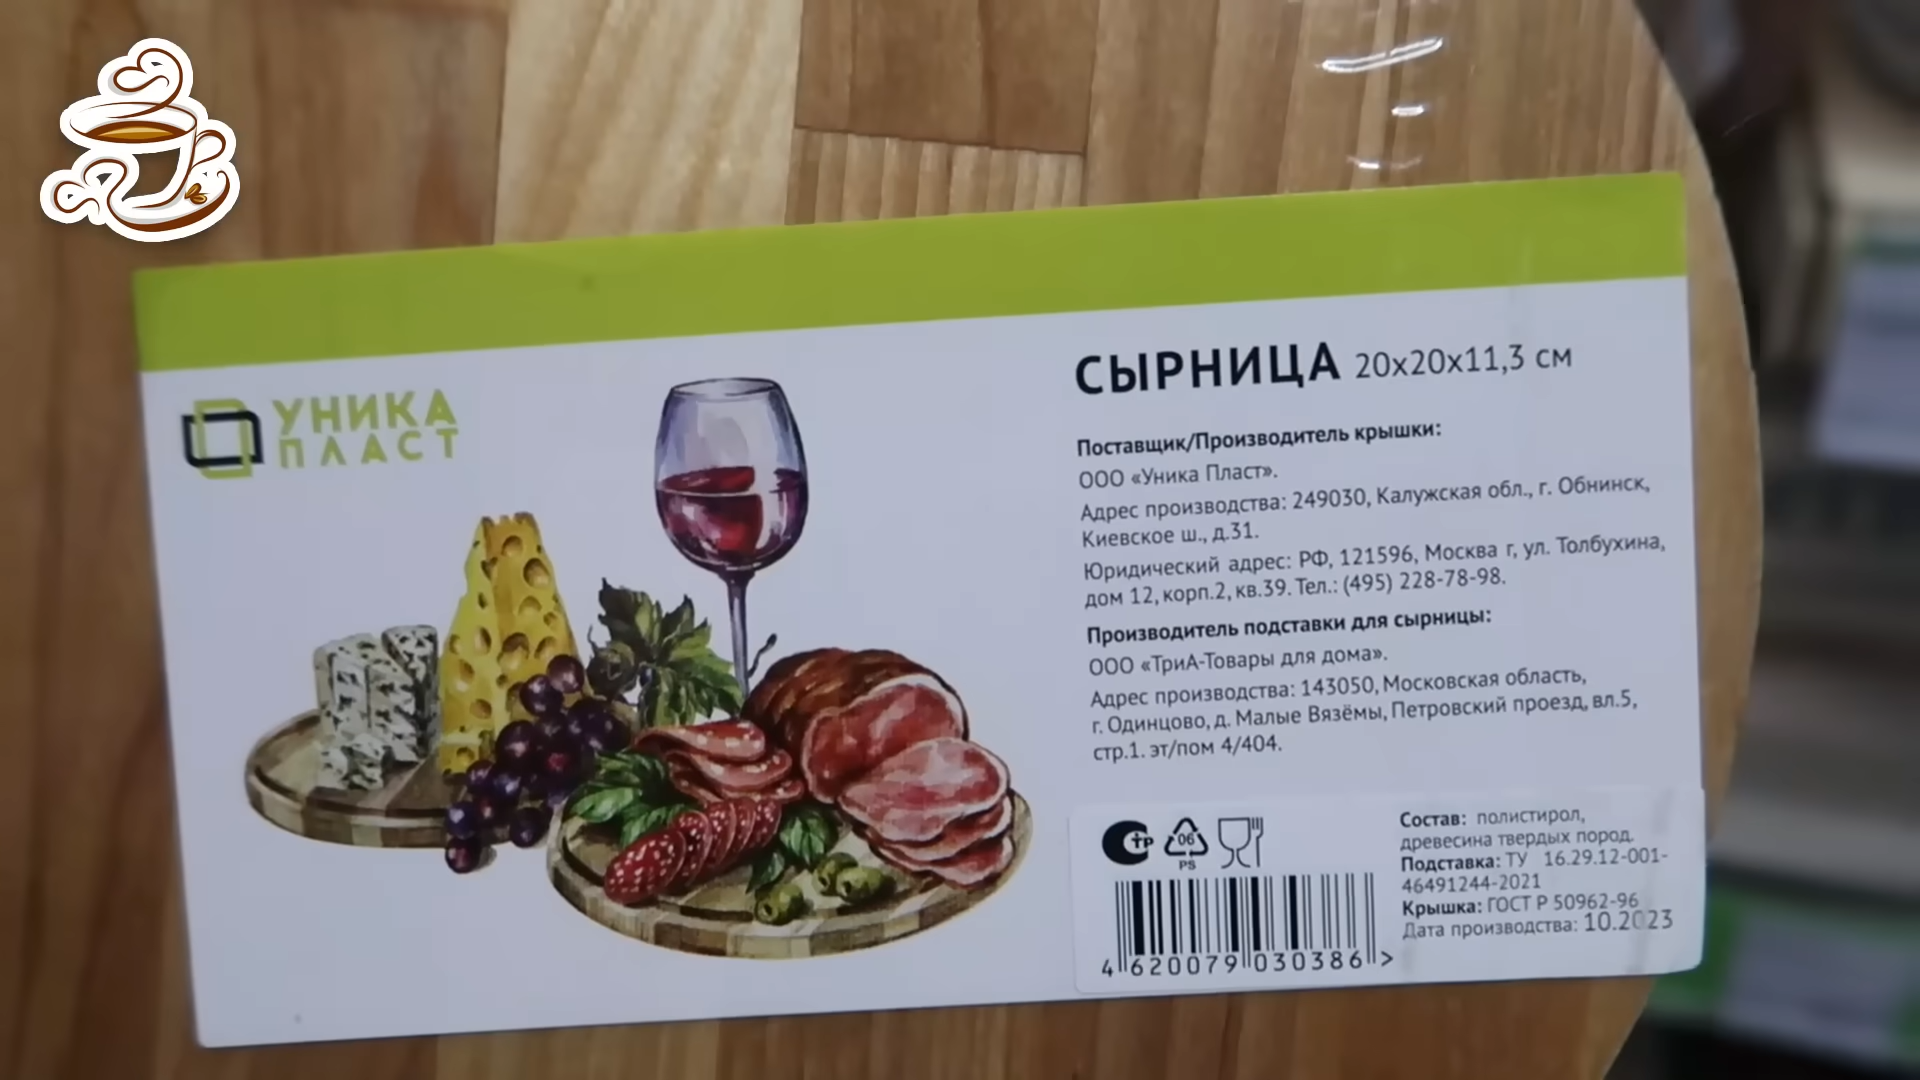 УНИКА
ПЛАСТ
СЫРНИЦА 20х20х11,3 см
Поставщик/Производитель крышки:
ООО «Уника Пласт».
Адрес производства: 249030, Калужская обл., г. Обнинск,
Киевское ш., д.31.
Юридический адрес: РФ, 121596, Москва г, ул. Толбухина,
дом 12, корп.2, кв.39. Тел.: (495) 228-78-98.
Производитель подставки для сырницы:
ООО «ТриА-Товары для дома».
Адрес производства: 143050, Московская область,
г. Одинцово, д. Малые Вязёмы, Петровский проезд, вл.5,
стр.1. эт/пом 4/404.
СТР
06
PS
Состав: полистирол,
древесина твердых пород.
Подставка: ТУ 16.29.12-001-
46491244-2021
Крышка: ГОСТ Р 50962-96
Дата производства: 10.2023
4 620079 030386 >